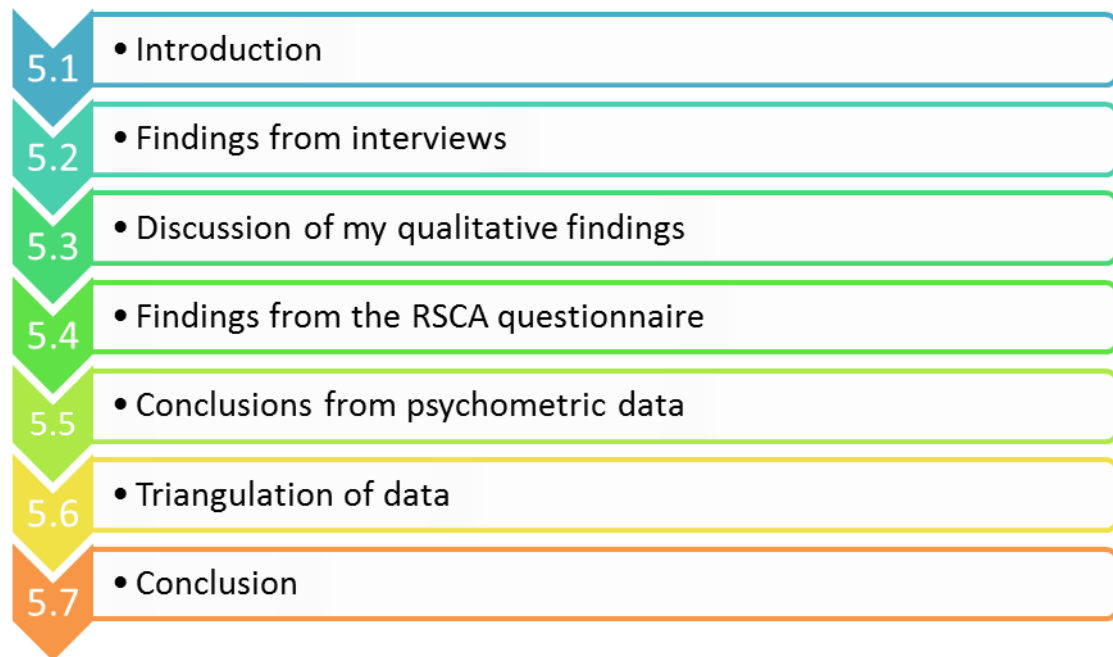 5.1 • Introduction
5.2 • Findings from interviews
5.3 • Discussion of my qualitative findings
5.4 • Findings from the RSCA questionnaire
5.5 • Conclusions from psychometric data
5.6 • Triangulation of data
5.7 • Conclusion